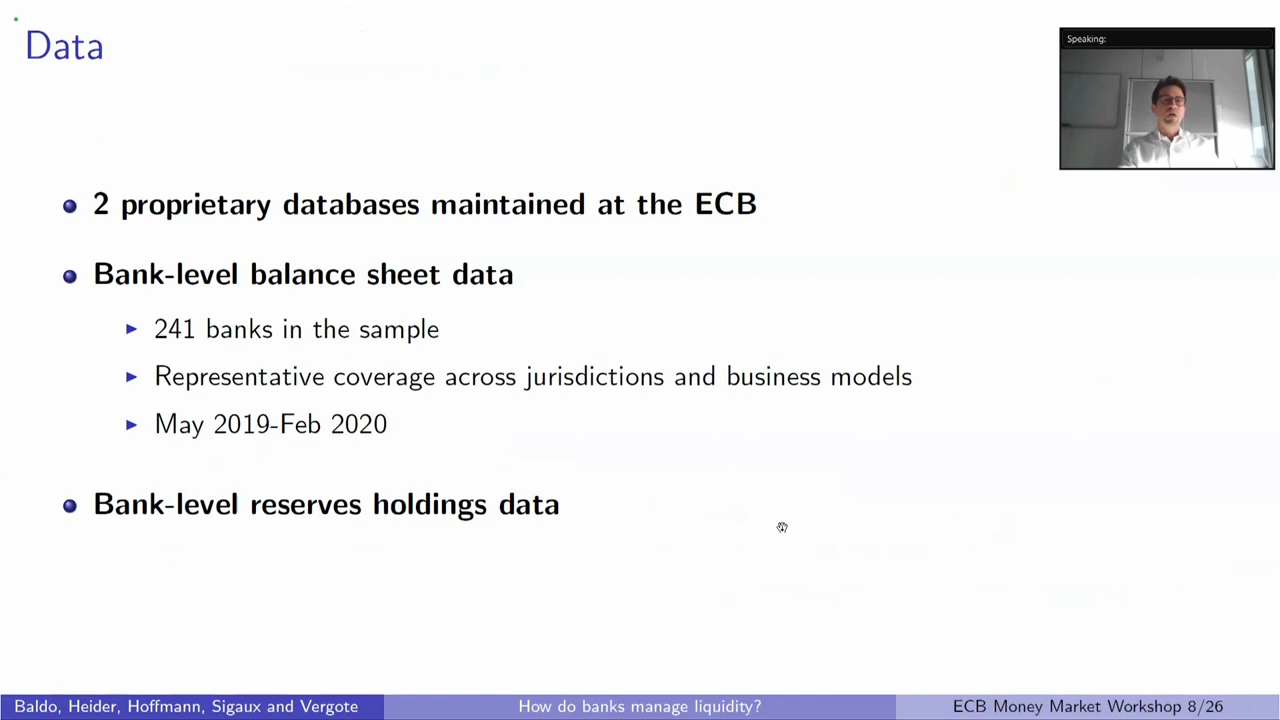 Data
Speaking:
2 proprietary databases maintained at the ECB
Bank-level balance sheet data
241 banks in the sample
Representative coverage across jurisdictions and business models
May 2019-Feb 2020
Bank-level reserves holdings data
Baldo, Heider, Hoffmann, Sigaux and Vergote
How do banks manage liquidity?
ECB Money Market Workshop 8/26